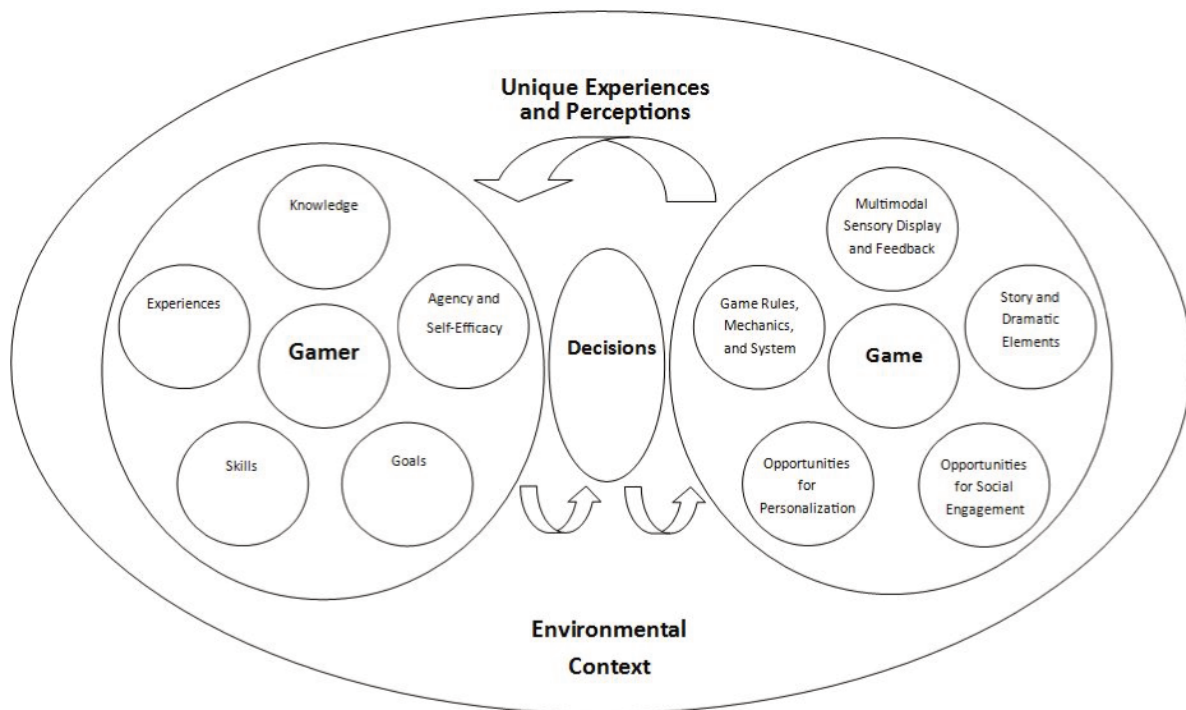 Unique Experiences
and Perceptions
Knowledge
Experiences
Agency and
Self-Efficacy
Gamer
Skills
Goals
Decisions
Multimodal
Sensory Display
and Feedback
Game Rules,
Mechanics,
and System
Story and
Dramatic
Elements
Game
Opportunities
for
Personalization
Opportunities
for Social
Engagement
Environmental
Context